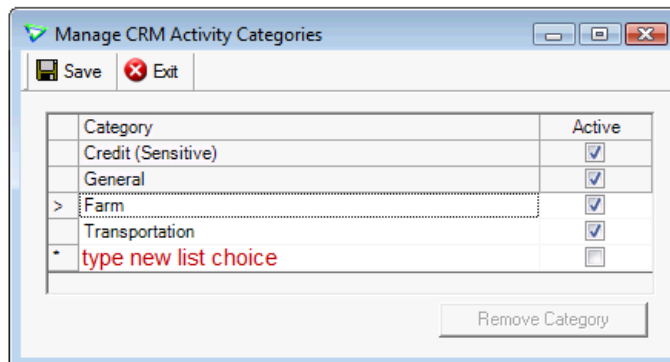 Manage CRM Activity Categories
Save Exit
Category Active
Credit (Sensitive)
General
> Farm
Transportation
* type new list choice
Remove Category